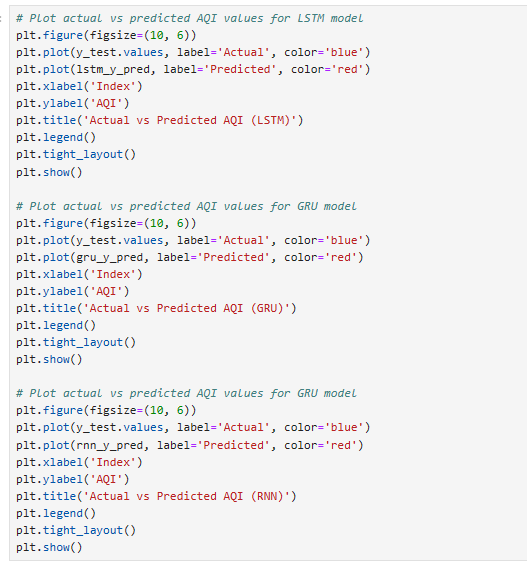 # Plot actual vs predicted AQI values for LSTM model
plt.figure(figsize=(10, 6))
plt.plot(y_test.values, label='Actual', color='blue')
plt.plot(lstm_y_pred, label='Predicted', color='red')
plt.xlabel('Index')
plt.ylabel('AQI')
plt.title('Actual vs Predicted AQI (LSTM)')
plt.legend()
plt.tight_layout()
plt.show()

# Plot actual vs predicted AQI values for GRU model
plt.figure(figsize=(10, 6))
plt.plot(y_test.values, label='Actual', color='blue')
plt.plot(gru_y_pred, label='Predicted', color='red')
plt.xlabel('Index')
plt.ylabel('AQI')
plt.title('Actual vs Predicted AQI (GRU)')
plt.legend()
plt.tight_layout()
plt.show()

# Plot actual vs predicted AQI values for GRU model
plt.figure(figsize=(10, 6))
plt.plot(y_test.values, label='Actual', color='blue')
plt.plot(rnn_y_pred, label='Predicted', color='red')
plt.xlabel('Index')
plt.ylabel('AQI')
plt.title('Actual vs Predicted AQI (RNN)')
plt.legend()
plt.tight_layout()
plt.show()